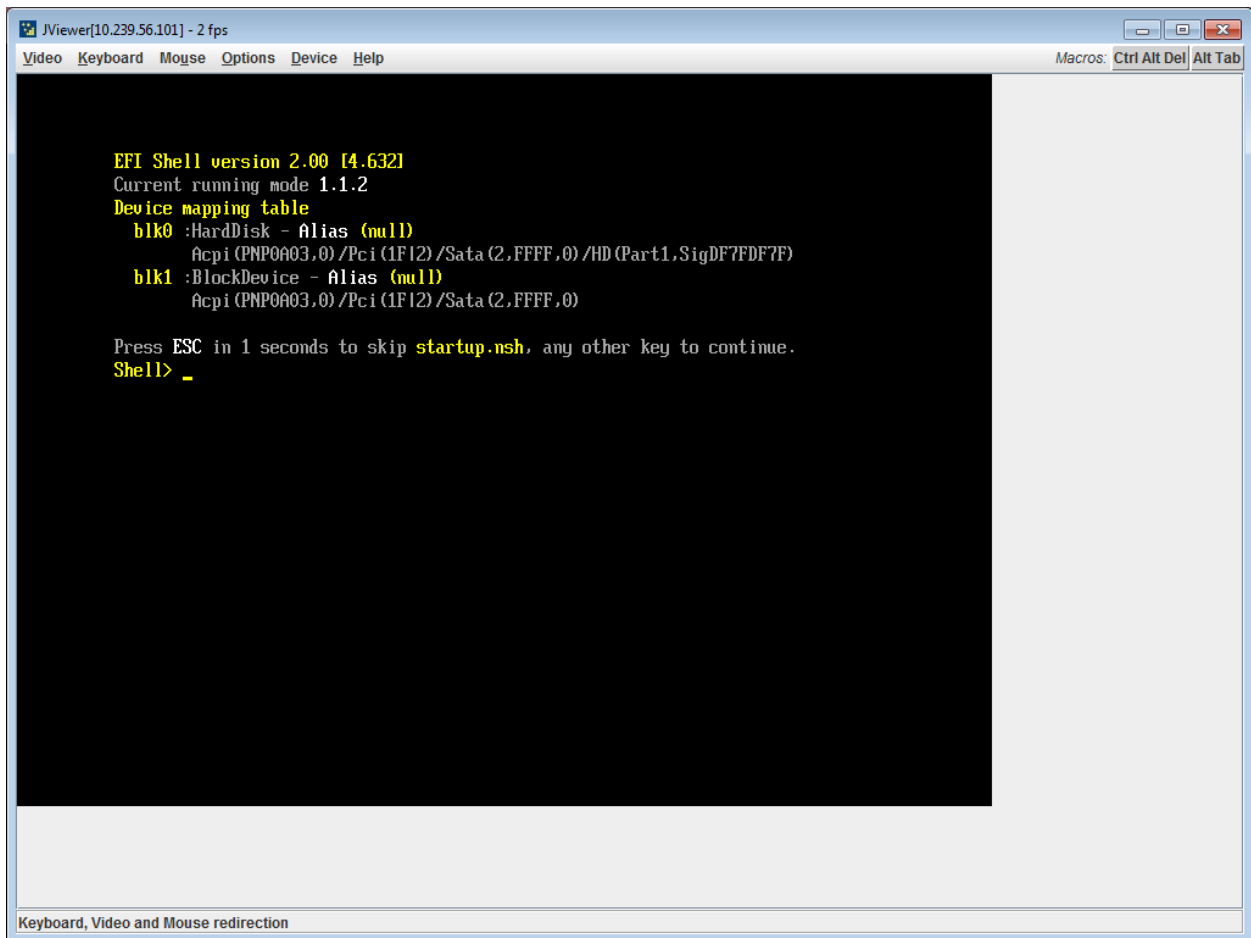 JViewer[10.239.56.101] - 2 fps
Video Keyboard Mouse Options Device Help Macros: Ctrl Alt Del Alt Tab
EFI Shell version 2.00 [4.632]
Current running mode 1.1.2
Device mapping table
blk0 :HardDisk - Alias (null)
Acpi(PNP0A03,0)/Pci(1F|2)/Sata(2,FFFF,0)/HD(Part1,SigDF7FDF7F)
blk1 :BlockDevice - Alias (null)
Acpi(PNP0A03,0)/Pci(1F|2)/Sata(2,FFFF,0)
Press ESC in 1 seconds to skip startup.nsh, any other key to continue.
Shell> _
Keyboard, Video and Mouse redirection